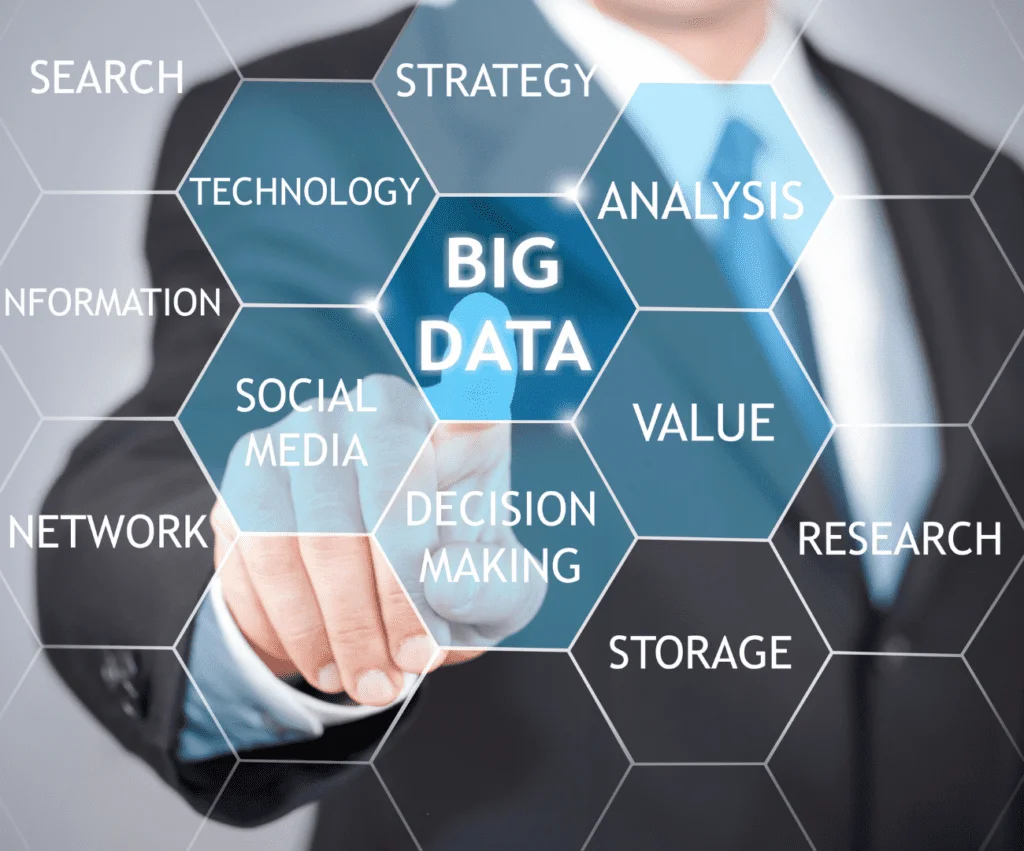 SEARCH
STRATEGY
TECHNOLOGY
ANALYSIS
BIG
DATA
NFORMATION
SOCIAL
MEDIA
VALUE
DECISION
MAKING
NETWORK
RESEARCH
STORAGE